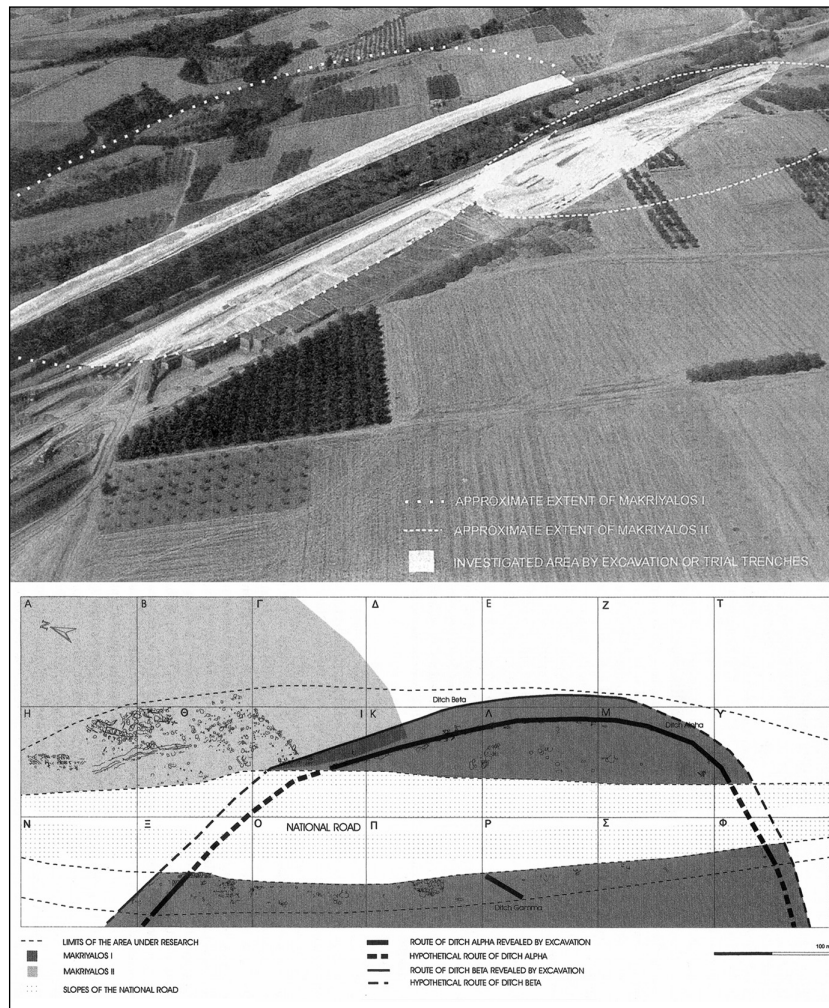 APPROXIMATE EXTENT OF MAKRIYALOS I
APPROXIMATE EXTENT OF MAKRIYALOS II
INVESTIGATED AREA BY EXCAVATION OR TRIAL TRENCHES
Α Β Γ Δ Ε Ζ Τ
N
Ditch Beta
Η Θ Ι Κ Λ Μ Ditch Alpha Υ
Ν Ξ Ο NATIONAL ROAD Π Ρ Σ Φ
Ditch Gamma
LIMITS OF THE AREA UNDER RESEARCH
MAKRIYALOS I
MAKRIYALOS II
SLOPES OF THE NATIONAL ROAD
ROUTE OF DITCH ALPHA REVEALED BY EXCAVATION
HYPOTHETICAL ROUTE OF DITCH ALPHA
ROUTE OF DITCH BETA REVEALED BY EXCAVATION
HYPOTHETICAL ROUTE OF DITCH BETA
100